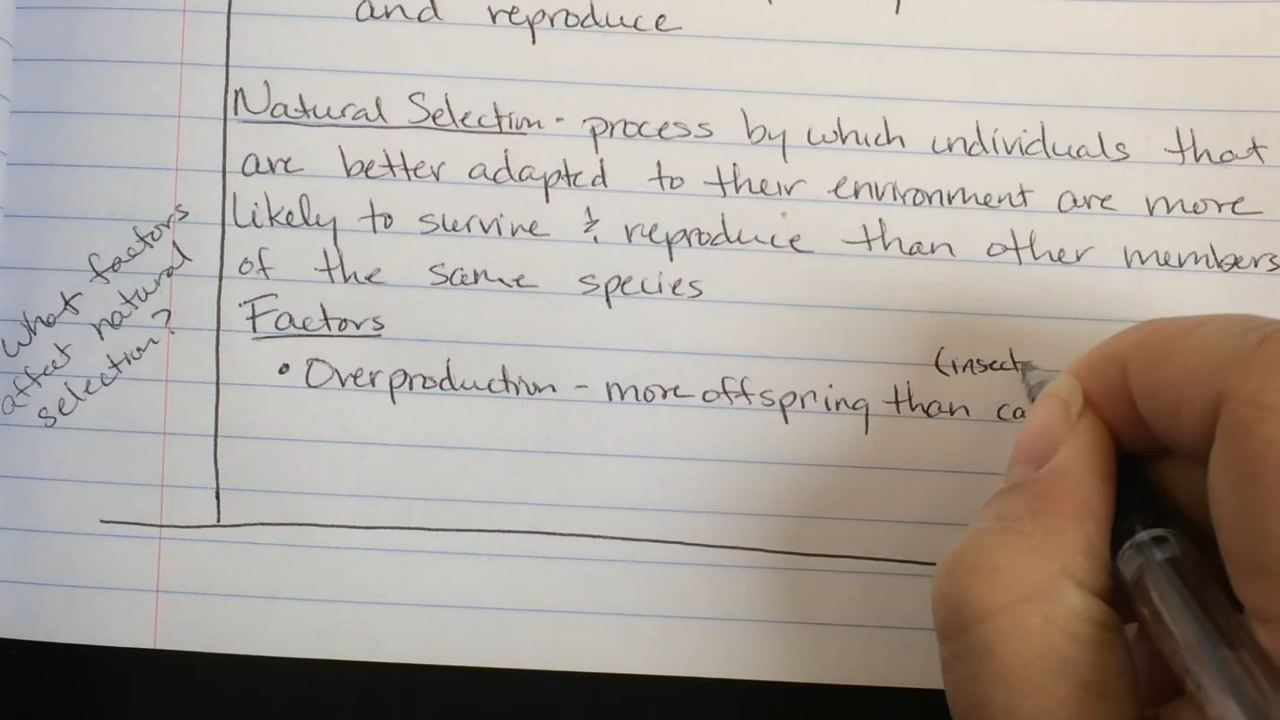 and reproduce
Natural Selection - process by which individuals that
are better adapted to their environment are more
likely to survive & reproduce than other members
of the same species
What factors
affect natural
selection?
Factors
(insect
• Overproduction - more offspring than ca